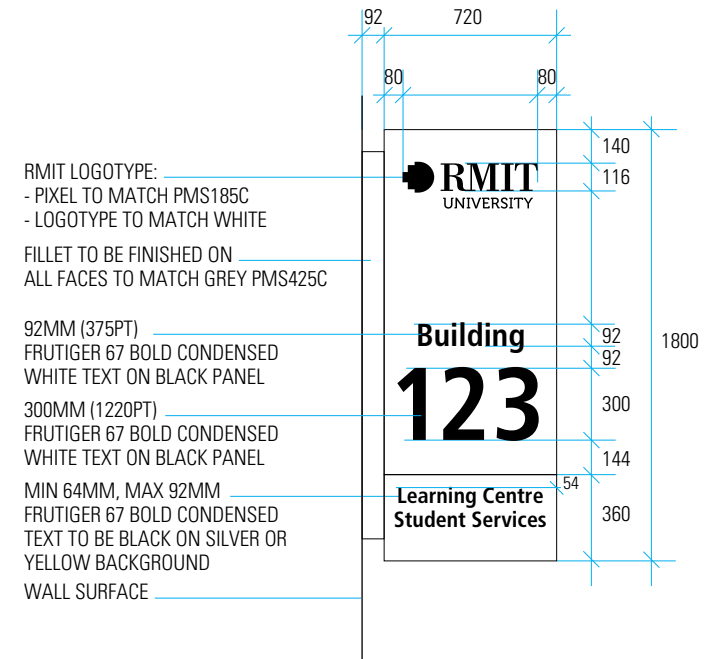 92 720
80 80
140
RMIT LOGOTYPE:
- PIXEL TO MATCH PMS185C
- LOGOTYPE TO MATCH WHITE
RMIT
UNIVERSITY
116
FILLET TO BE FINISHED ON
ALL FACES TO MATCH GREY PMS425C
92MM (375PT)
FRUTIGER 67 BOLD CONDENSED
WHITE TEXT ON BLACK PANEL
Building
92
92
1800
300MM (1220PT)
FRUTIGER 67 BOLD CONDENSED
WHITE TEXT ON BLACK PANEL
123
300
144
MIN 64MM, MAX 92MM
FRUTIGER 67 BOLD CONDENSED
TEXT TO BE BLACK ON SILVER OR
YELLOW BACKGROUND
Learning Centre
Student Services
54
360
WALL SURFACE